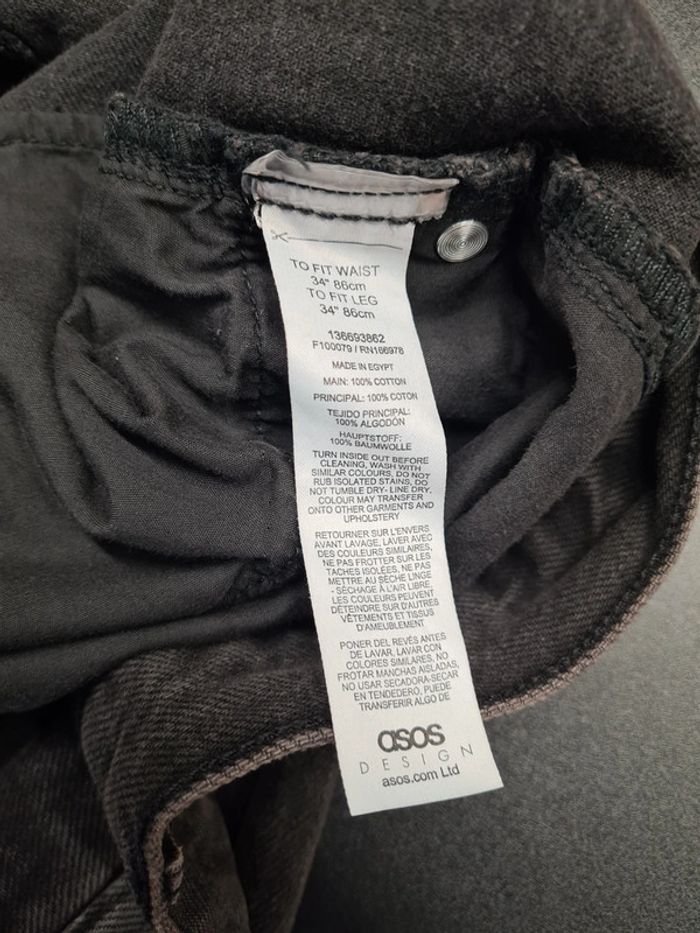 TO FIT WAIST
34" 86cm
TO FIT LEG
34" 86cm
136693862
F100079 / RN166978
MADE IN EGYPT
MAIN: 100% COTTON
PRINCIPAL: 100% COTON
TEJIDO PRINCIPAL:
100% ALGODÓN
HAUPTSTOFF:
100% BAUMWOLLE
TURN INSIDE OUT BEFORE
CLEANING, WASH WITH
SIMILAR COLOURS, DO NOT
RUB ISOLATED STAINS, DO
NOT TUMBLE DRY- LINE DRY.
COLOUR MAY TRANSFER
ONTO OTHER GARMENTS AND
UPHOLSTERY
RETOURNER SUR L'ENVERS
AVANT LAVAGE, LAVER AVEC
DES COULEURS SIMILAIRES,
NE PAS FROTTER SUR LES
TACHES ISOLÉES, NE PAS
METTRE AU SÈCHE LINGE
- SÉCHAGE À L'AIR LIBRE,
LES COULEURS PEUVENT
DÉTEINDRE SUR D'AUTRES
VÊTEMENTS ET TISSUS
D'AMEUBLEMENT
PONER DEL REVÉS ANTES
DE LAVAR, LAVAR CON
COLORES SIMILARES, NO
FROTAR MANCHAS AISLADAS,
NO USAR SECADORA-SECAR
EN TENDEDERO, PUEDE
TRANSFERIR ALGO DE
asos
DESIGN
asos.com Ltd